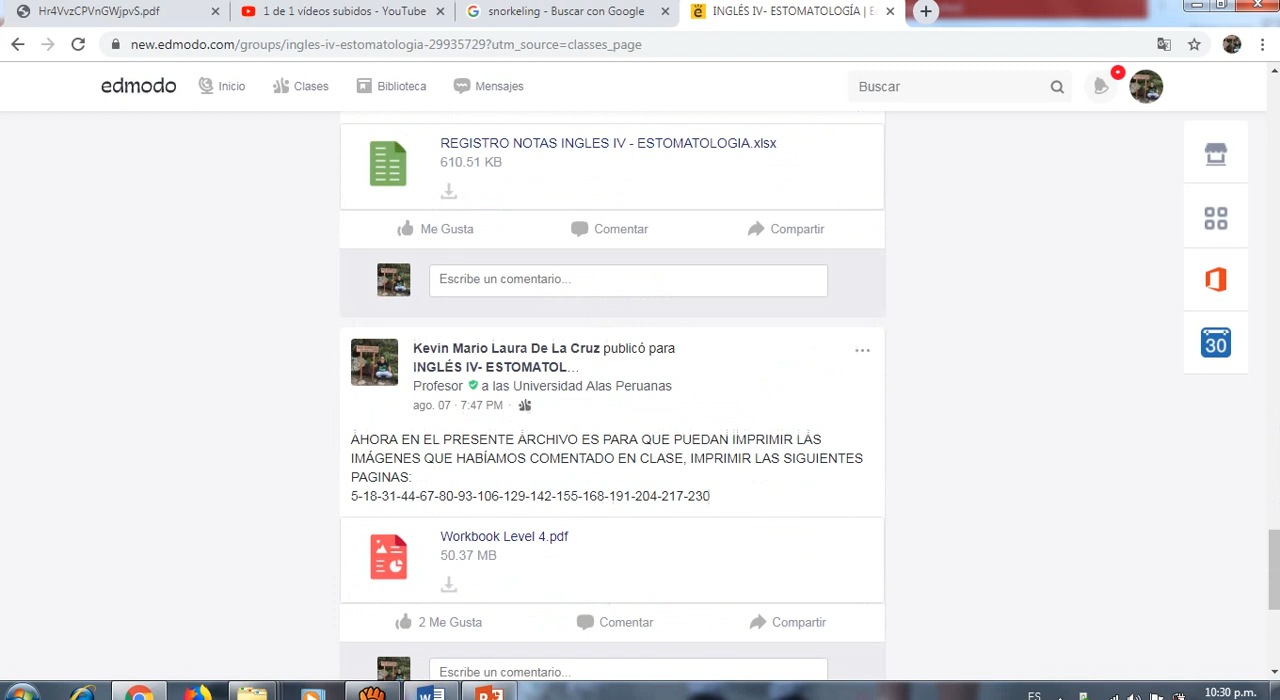 Hr4VvzCPVnGWjpvS.pdf
1 de 1 vídeos subidos - YouTube
snorkeling - Buscar con Google
INGLÉS IV- ESTOMATOLOGÍA | E
new.edmodo.com/groups/ingles-iv-estomatologia-29935729?utm_source=classes_page
edmodo
Inicio
Clases
Biblioteca
Mensajes
Buscar
REGISTRO NOTAS INGLES IV - ESTOMATOLOGIA.xlsx
610.51 KB
Me Gusta
Comentar
Compartir
Escribe un comentario...
30
Kevin Mario Laura De La Cruz publicó para
INGLÉS IV- ESTOMATOL...
Profesor a las Universidad Alas Peruanas
ago. 07 · 7:47 PM ·
AHORA EN EL PRESENTE ARCHIVO ES PARA QUE PUEDAN IMPRIMIR LAS
IMÁGENES QUE HABÍAMOS COMENTADO EN CLASE, IMPRIMIR LAS SIGUIENTES
PAGINAS:
5-18-31-44-67-80-93-106-129-142-155-168-191-204-217-230
Workbook Level 4.pdf
50.37 MB
2 Me Gusta
Comentar
Compartir
Escribe un comentario...
ES
10:30 p.m.